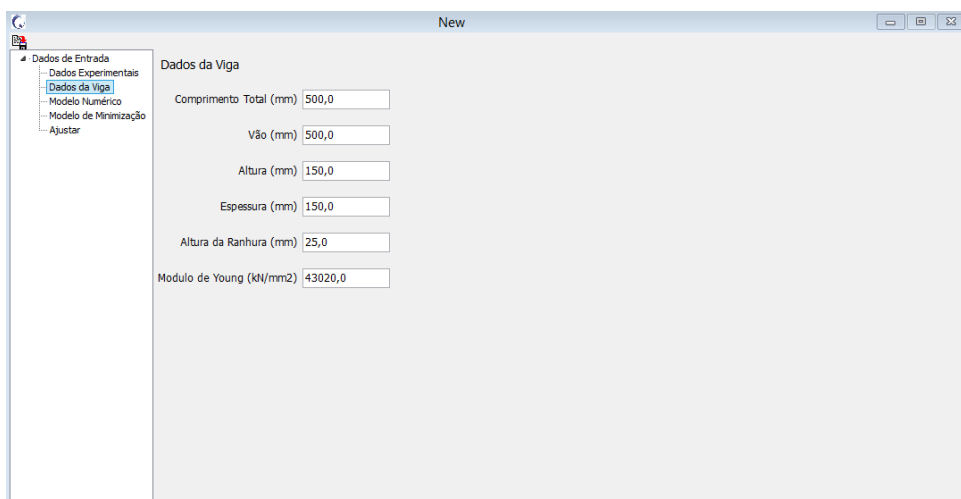 New
Dados de Entrada
Dados Experimentais
Dados da Viga
Modelo Numérico
Modelo de Minimização
Ajustar
Dados da Viga
Comprimento Total (mm) 500,0
Vão (mm) 500,0
Altura (mm) 150,0
Espessura (mm) 150,0
Altura da Ranhura (mm) 25,0
Modulo de Young (kN/mm2) 43020,0